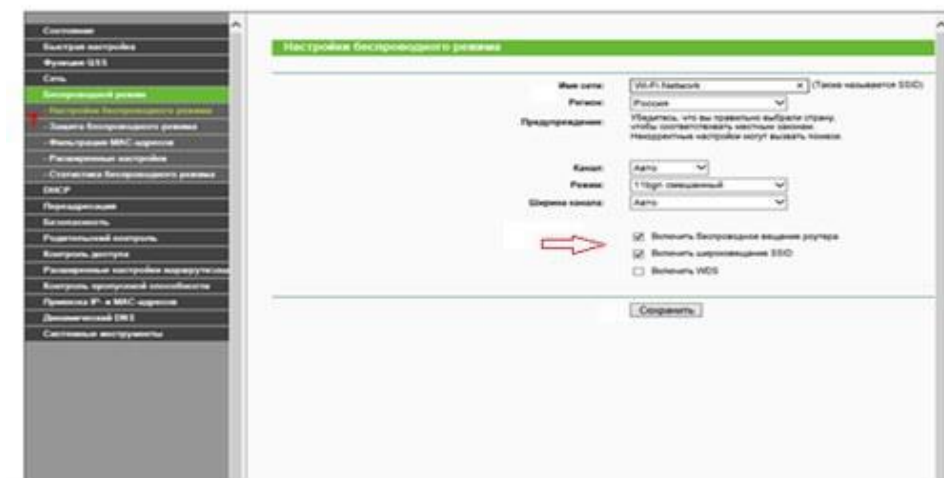 Состояние
Быстрая настройка
Функция QSS
Сеть
Беспроводной режим
- Настройки беспроводного режима
- Защита беспроводного режима
- Фильтрация MAC-адресов
- Расширенные настройки
- Статистика беспроводного режима
DHCP
Переадресация
Безопасность
Родительский контроль
Контроль доступа
Расширенные настройки маршрутизац
Контроль пропускной способности
Привязка IP- и MAC-адресов
Динамический DNS
Системные инструменты
Настройки беспроводного режима
Имя сети: Wi-Fi Network x (Также называется SSID)
Регион: Россия
Предупреждение: Убедитесь, что вы правильно выбрали страну,
чтобы соответствовать местным законам.
Некорректные настройки могут вызвать помехи.
Канал: Авто
Режим: 11bgn смешанный
Ширина канала: Авто
Включить беспроводное вещание роутера
Включить широковещание SSID
Включить WDS
Сохранить